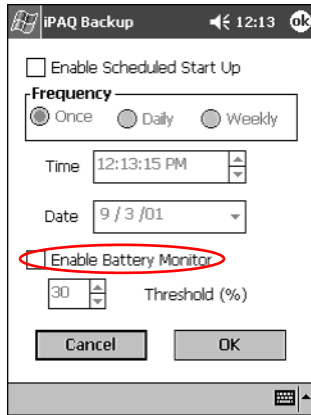 iPAQ Backup 12:13 ok
Enable Scheduled Start Up
Frequency
Once Daily Weekly
Time 12:13:15 PM
Date 9 / 3 /01
Enable Battery Monitor
30 Threshold (%)
Cancel OK